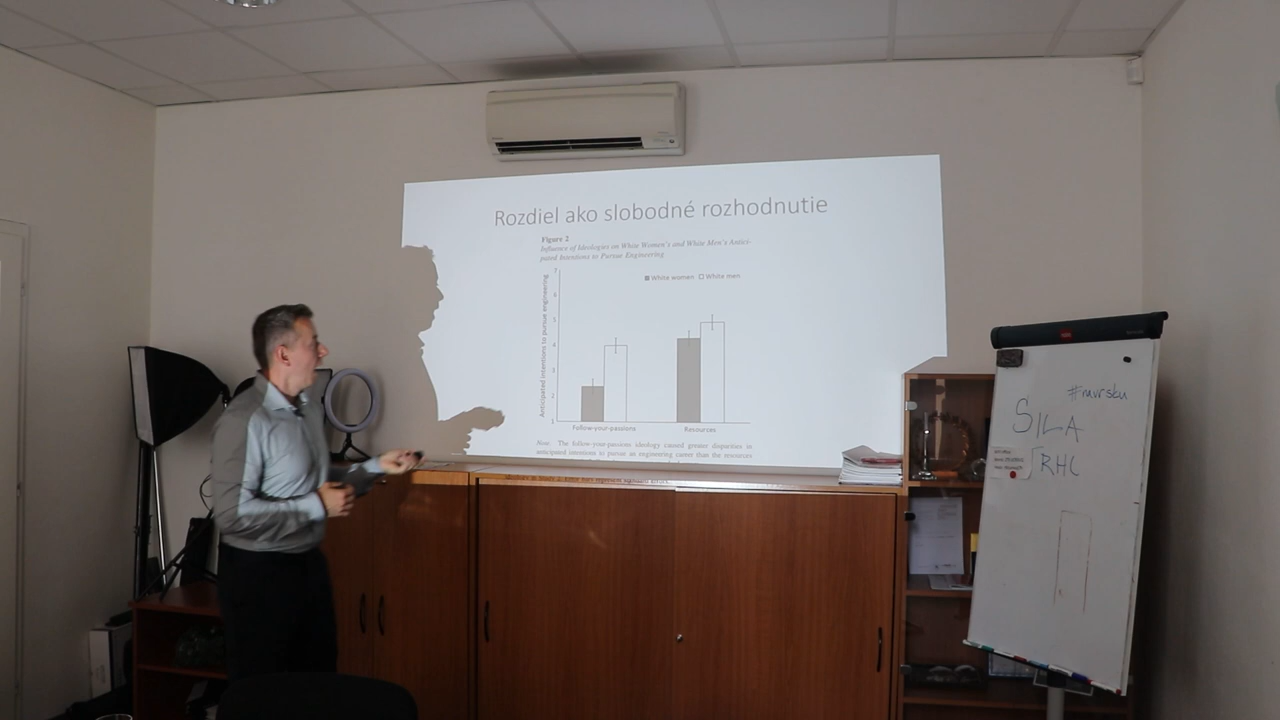 Rozdiel ako slobodné rozhodnutie
Figure 2
Influence of Ideologies on White Women's and White Men's Antici-
pated Intentions to Pursue Engineering
White women White men
Anticipated intentions to pursue engineering
7
6
5
4
3
2
1
Follow-your-passions Resources
Note. The follow-your-passions ideology caused greater disparities in
anticipated intentions to pursue an engineering career than the resources
#mvrsku
SILA
RHC